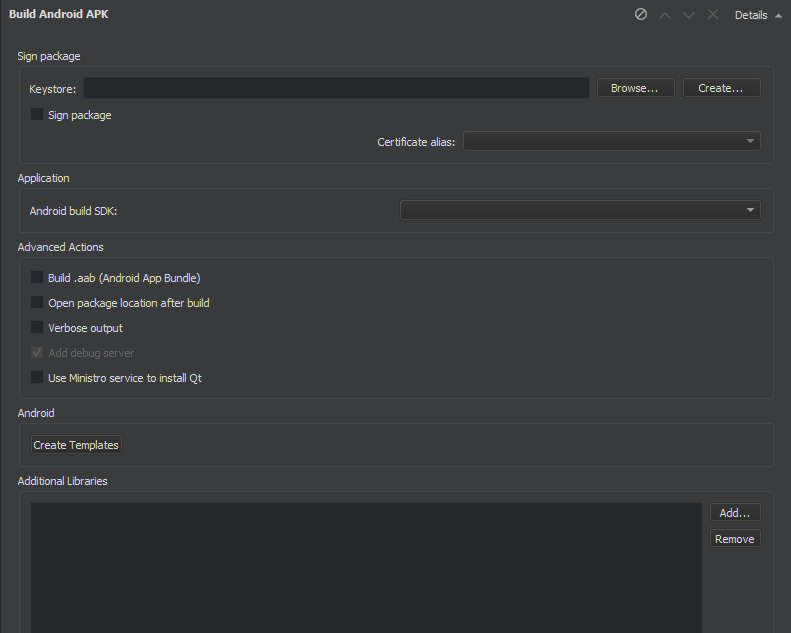 Build Android APK
Details
Sign package
Keystore:
Browse...
Create...
Sign package
Certificate alias:
Application
Android build SDK:
Advanced Actions
Build .aab (Android App Bundle)
Open package location after build
Verbose output
Add debug server
Use Ministro service to install Qt
Android
Create Templates
Additional Libraries
Add...
Remove